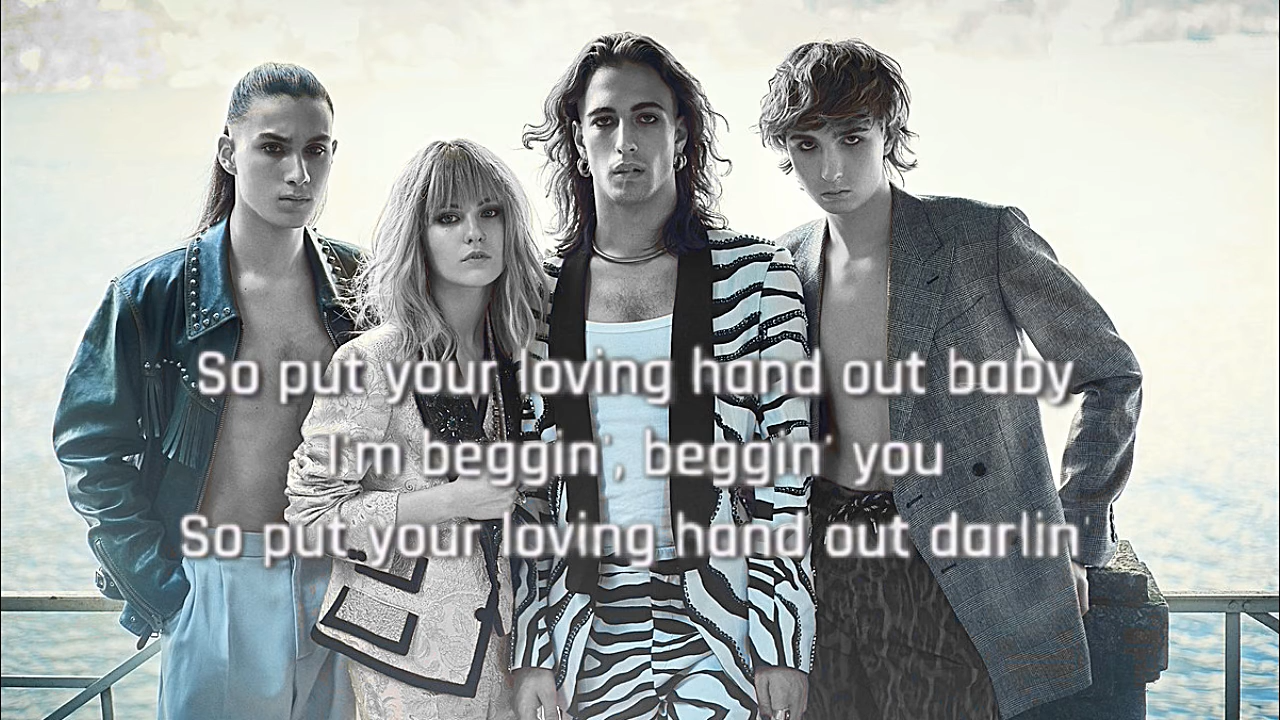 So put your loving hand out baby
I'm beggin', beggin' you
So put your loving hand out darlin'